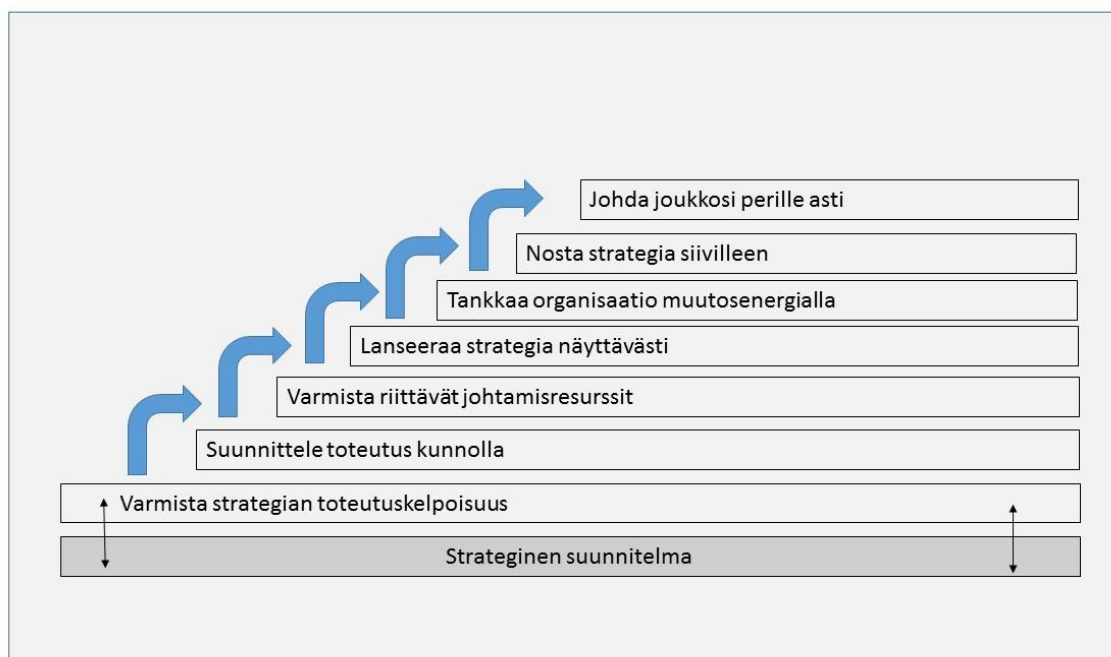 Johda joukkosi perille asti
Nosta strategia siivilleen
Tankkaa organisaatio muutosenergialla
Lanseeraa strategia näyttävästi
Varmista riittävät johtamisresurssit
Suunnittele toteutus kunnolla
Varmista strategian toteutuskelpoisuus
Strateginen suunnitelma